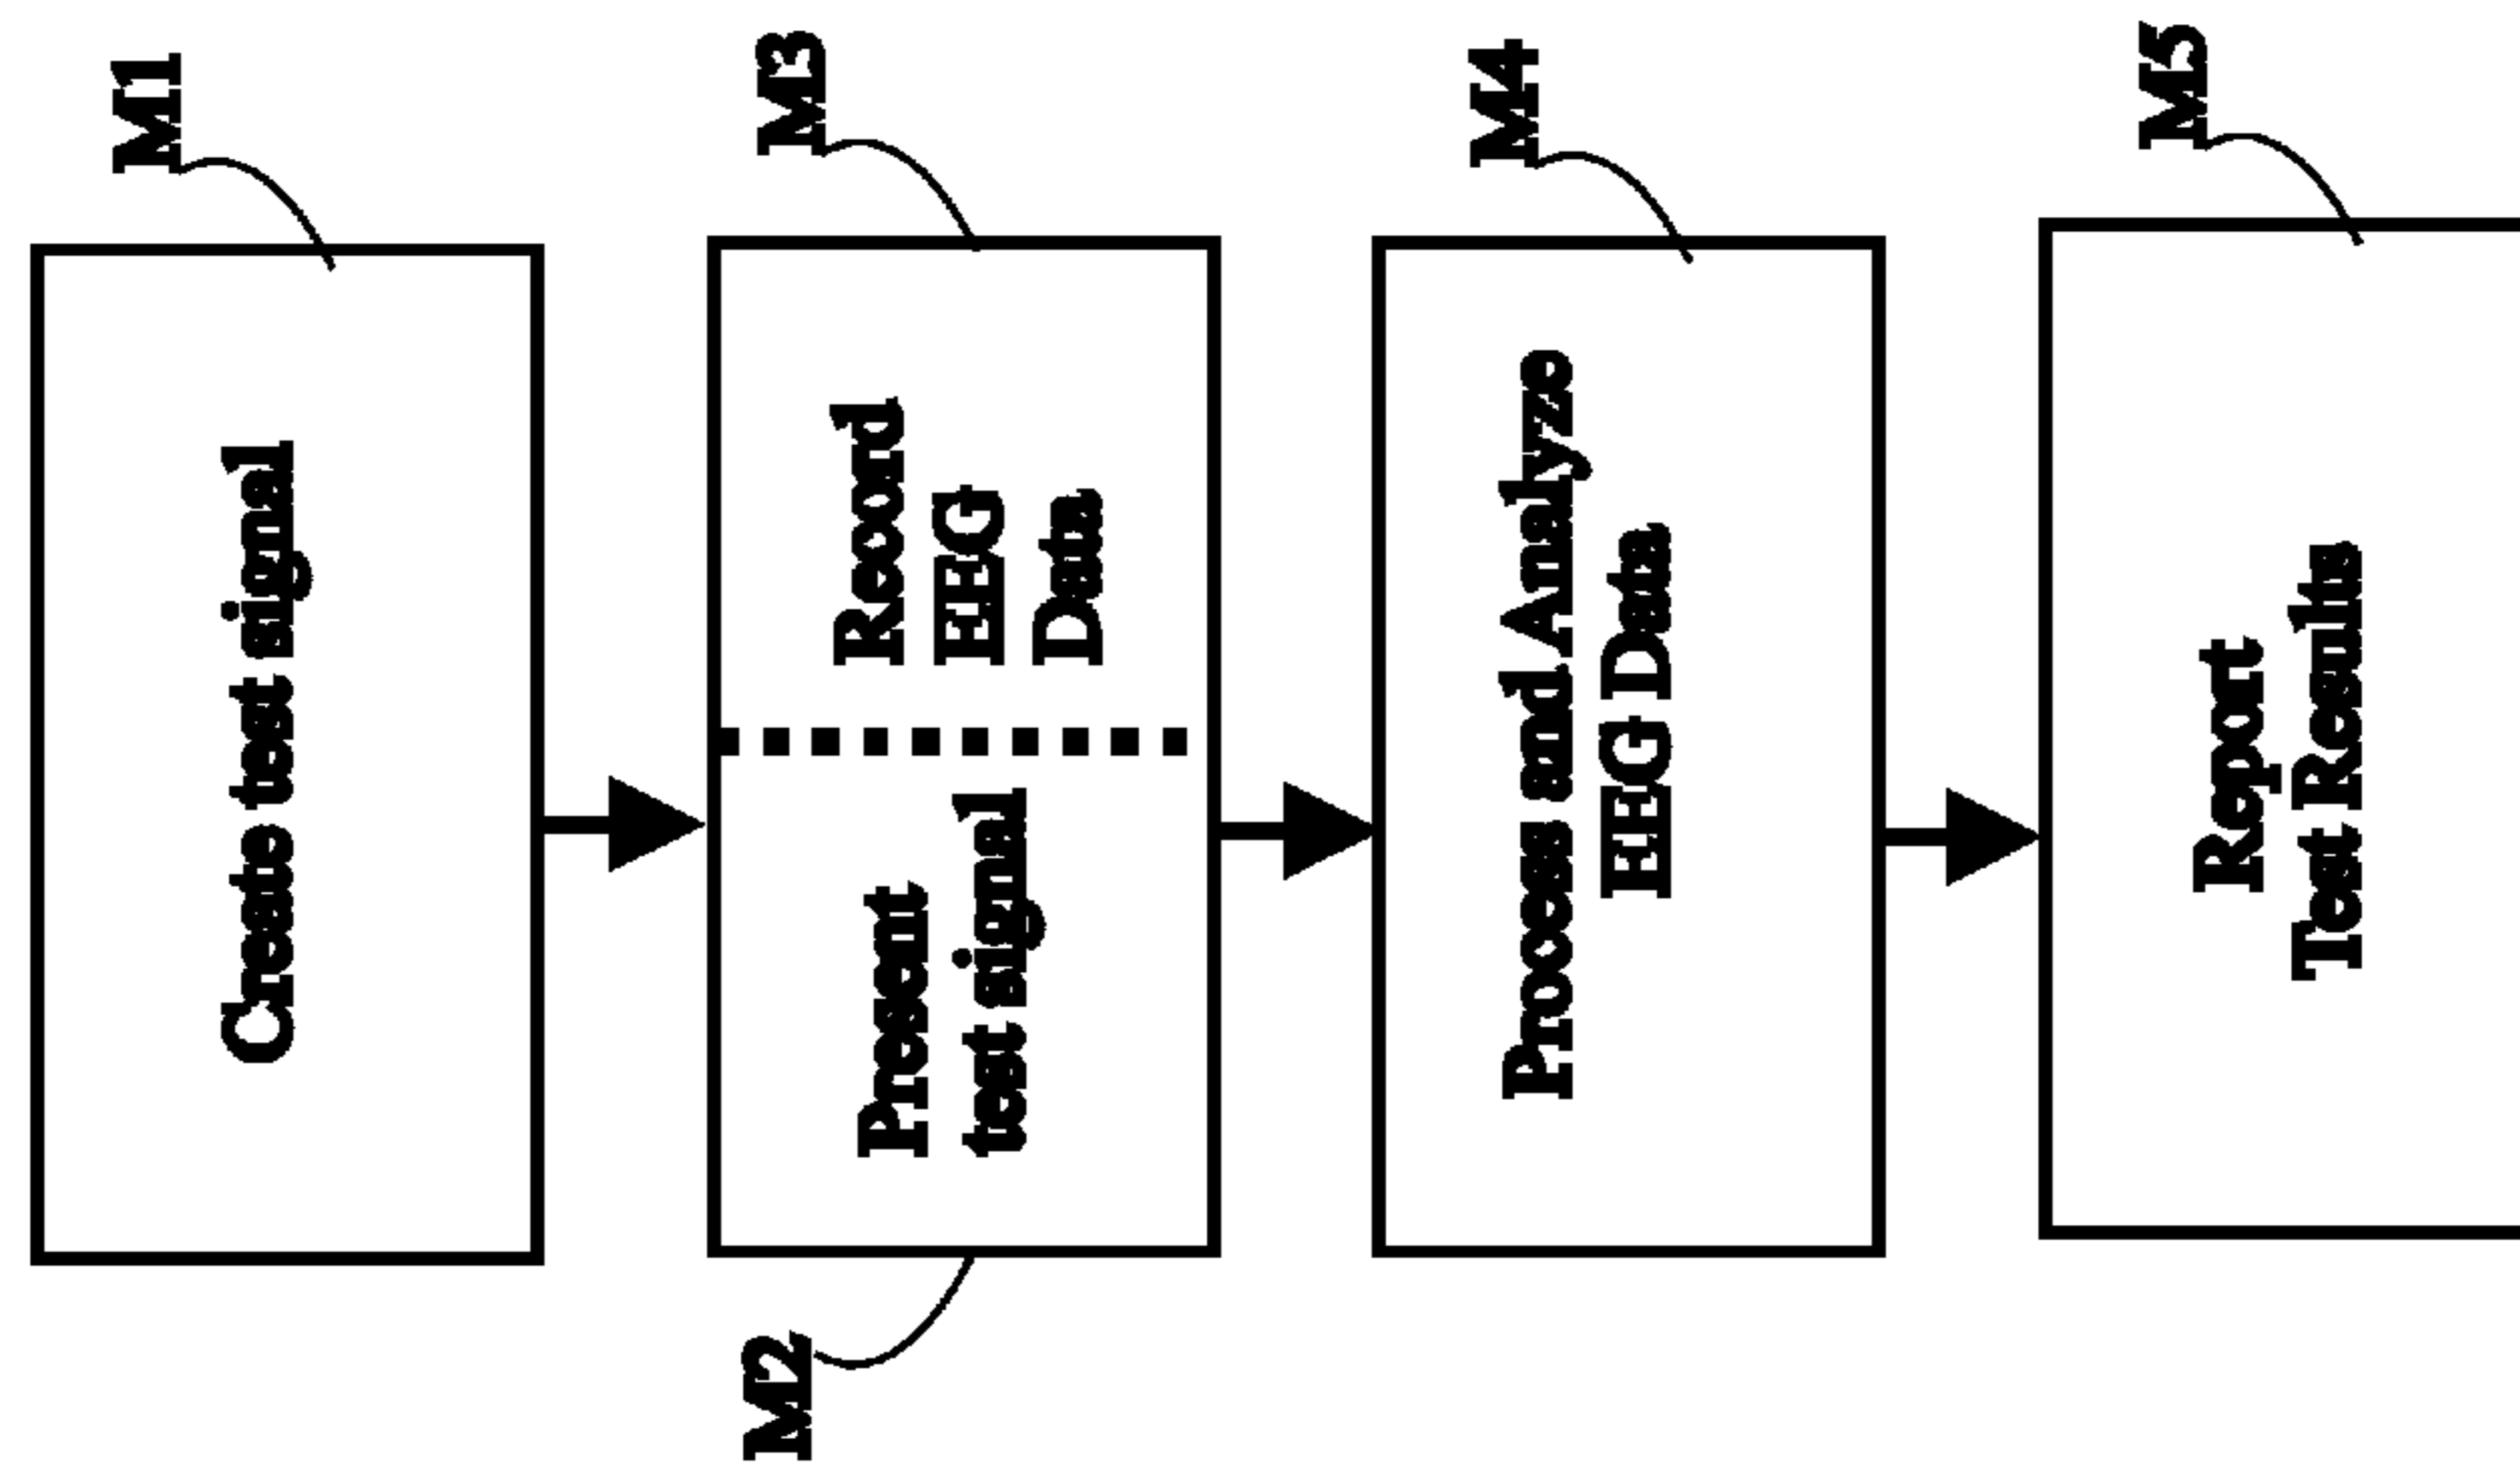 M1
Create test signal
M2
Present
test signal
M3
Record
EEG
Data
M4
Process and Analyze
EEG Data
M5
Report
Test Results